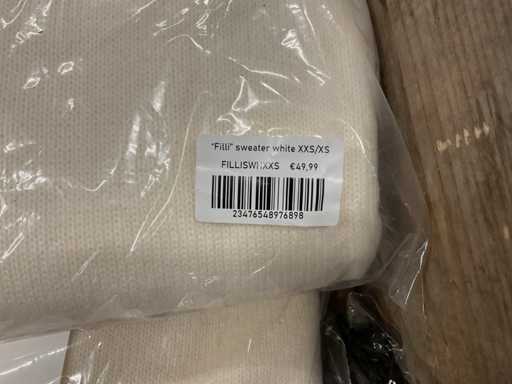 "Filli" sweater white XXS/XS
FILLISWHXXS €49,99
23476548976898